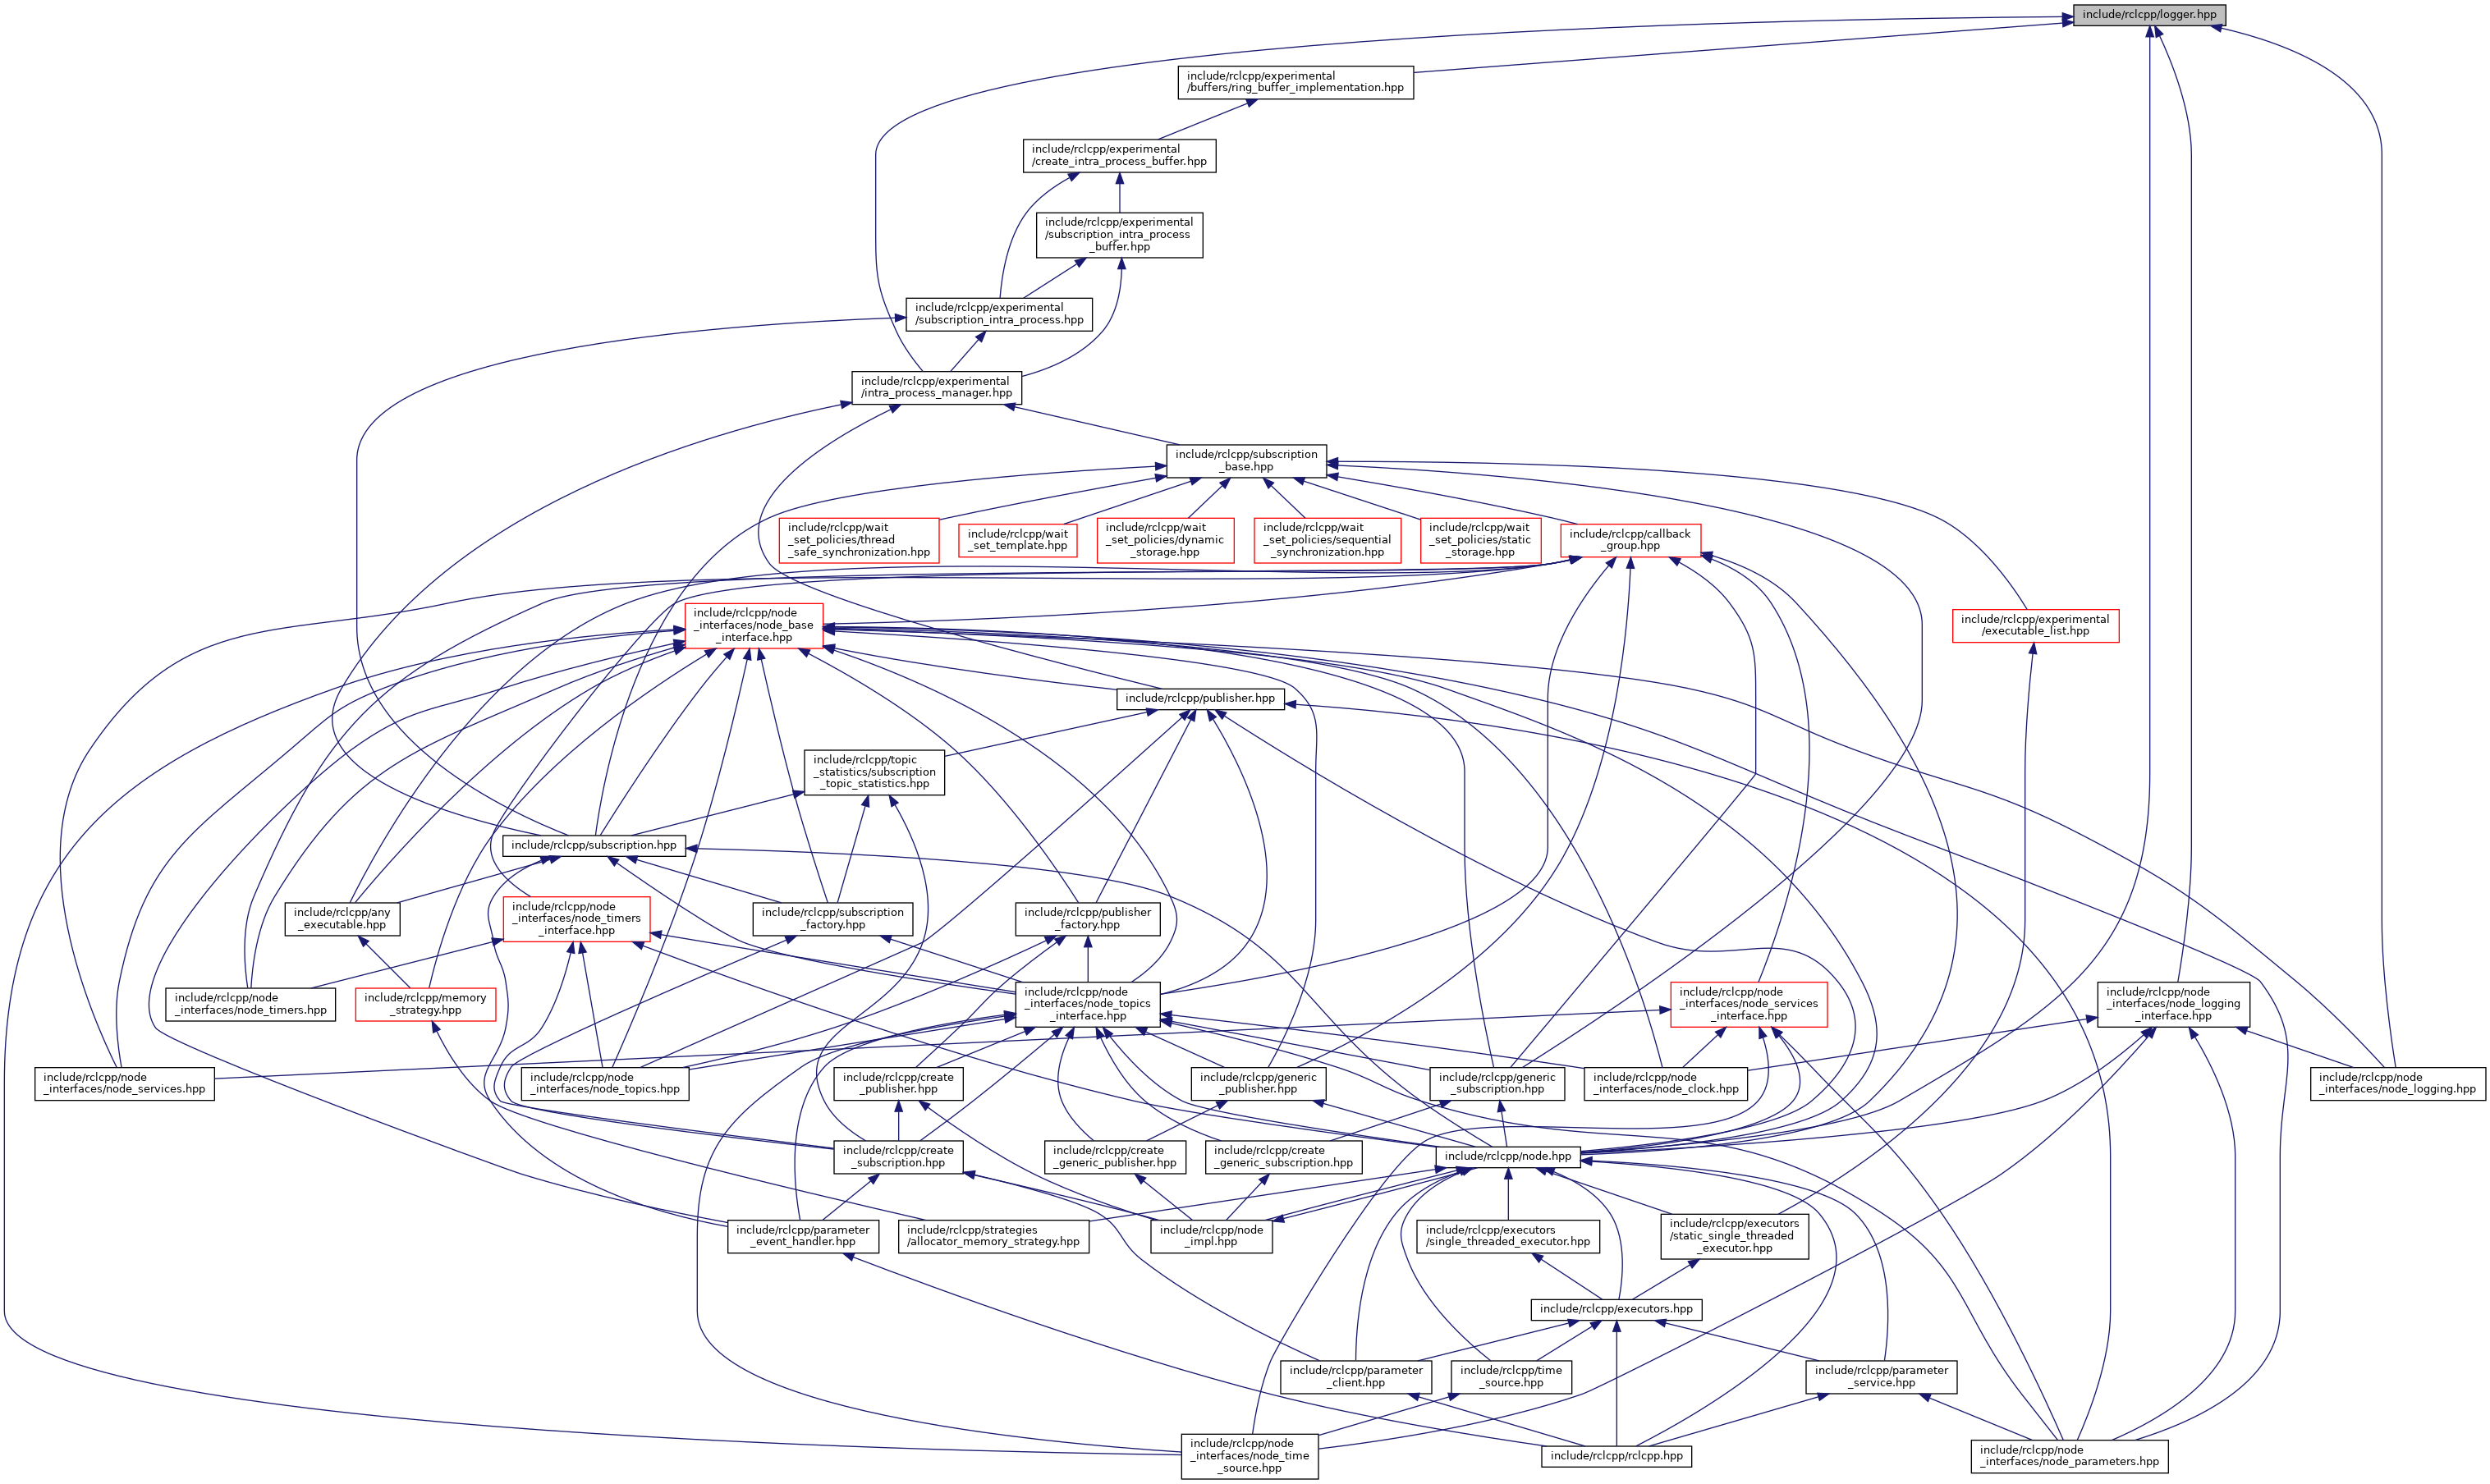 include/rclcpp/logger.hpp
include/rclcpp/experimental
/buffers/ring_buffer_implementation.hpp
include/rclcpp/experimental
/create_intra_process_buffer.hpp
include/rclcpp/experimental
/subscription_intra_process
_buffer.hpp
include/rclcpp/experimental
/subscription_intra_process.hpp
include/rclcpp/experimental
/intra_process_manager.hpp
include/rclcpp/subscription
_base.hpp
include/rclcpp/wait
_set_policies/thread
_safe_synchronization.hpp
include/rclcpp/wait
_set_template.hpp
include/rclcpp/wait
_set_policies/dynamic
_storage.hpp
include/rclcpp/wait
_set_policies/sequential
_synchronization.hpp
include/rclcpp/wait
_set_policies/static
_storage.hpp
include/rclcpp/callback
_group.hpp
include/rclcpp/node
_interfaces/node_base
_interface.hpp
include/rclcpp/experimental
/executable_list.hpp
include/rclcpp/publisher.hpp
include/rclcpp/topic
_statistics/subscription
_topic_statistics.hpp
include/rclcpp/subscription.hpp
include/rclcpp/any
_executable.hpp
include/rclcpp/node
_interfaces/node_timers
_interface.hpp
include/rclcpp/subscription
_factory.hpp
include/rclcpp/publisher
_factory.hpp
include/rclcpp/node
_interfaces/node_timers.hpp
include/rclcpp/memory
_strategy.hpp
include/rclcpp/node
_interfaces/node_topics
_interface.hpp
include/rclcpp/node
_interfaces/node_services
_interface.hpp
include/rclcpp/node
_interfaces/node_logging
_interface.hpp
include/rclcpp/node
_interfaces/node_services.hpp
include/rclcpp/node
_interfaces/node_topics.hpp
include/rclcpp/create
_publisher.hpp
include/rclcpp/generic
_publisher.hpp
include/rclcpp/generic
_subscription.hpp
include/rclcpp/node
_interfaces/node_clock.hpp
include/rclcpp/node
_interfaces/node_logging.hpp
include/rclcpp/create
_subscription.hpp
include/rclcpp/create
_generic_publisher.hpp
include/rclcpp/create
_generic_subscription.hpp
include/rclcpp/node.hpp
include/rclcpp/parameter
_event_handler.hpp
include/rclcpp/strategies
/allocator_memory_strategy.hpp
include/rclcpp/node
_impl.hpp
include/rclcpp/executors
/single_threaded_executor.hpp
include/rclcpp/executors
/static_single_threaded
_executor.hpp
include/rclcpp/executors.hpp
include/rclcpp/parameter
_client.hpp
include/rclcpp/time
_source.hpp
include/rclcpp/parameter
_service.hpp
include/rclcpp/node
_interfaces/node_time
_source.hpp
include/rclcpp/rclcpp.hpp
include/rclcpp/node
_interfaces/node_parameters.hpp